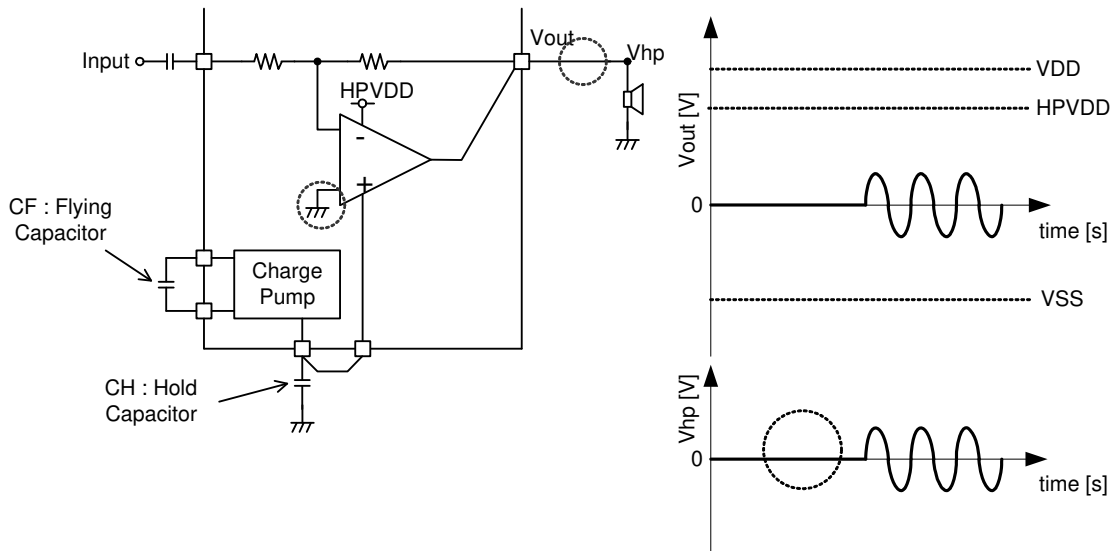 Input
HPVDD
-
+
Vout
Vhp
CF : Flying
Capacitor
Charge
Pump
CH : Hold
Capacitor
Vout [V]
VDD
HPVDD
0
time [s]
VSS
Vhp [V]
0
time [s]